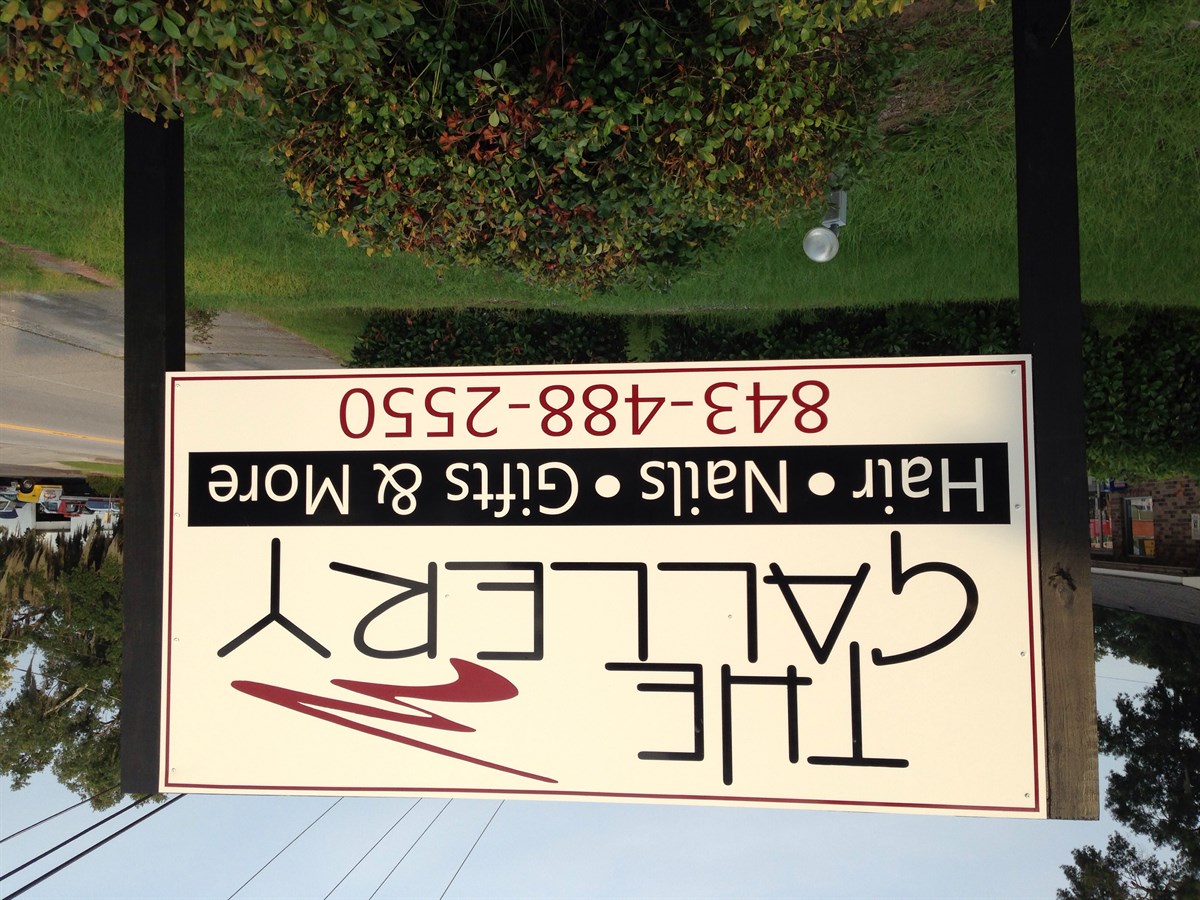 THE
GALLERY
Hair • Nails • Gifts & More
843-488-2550